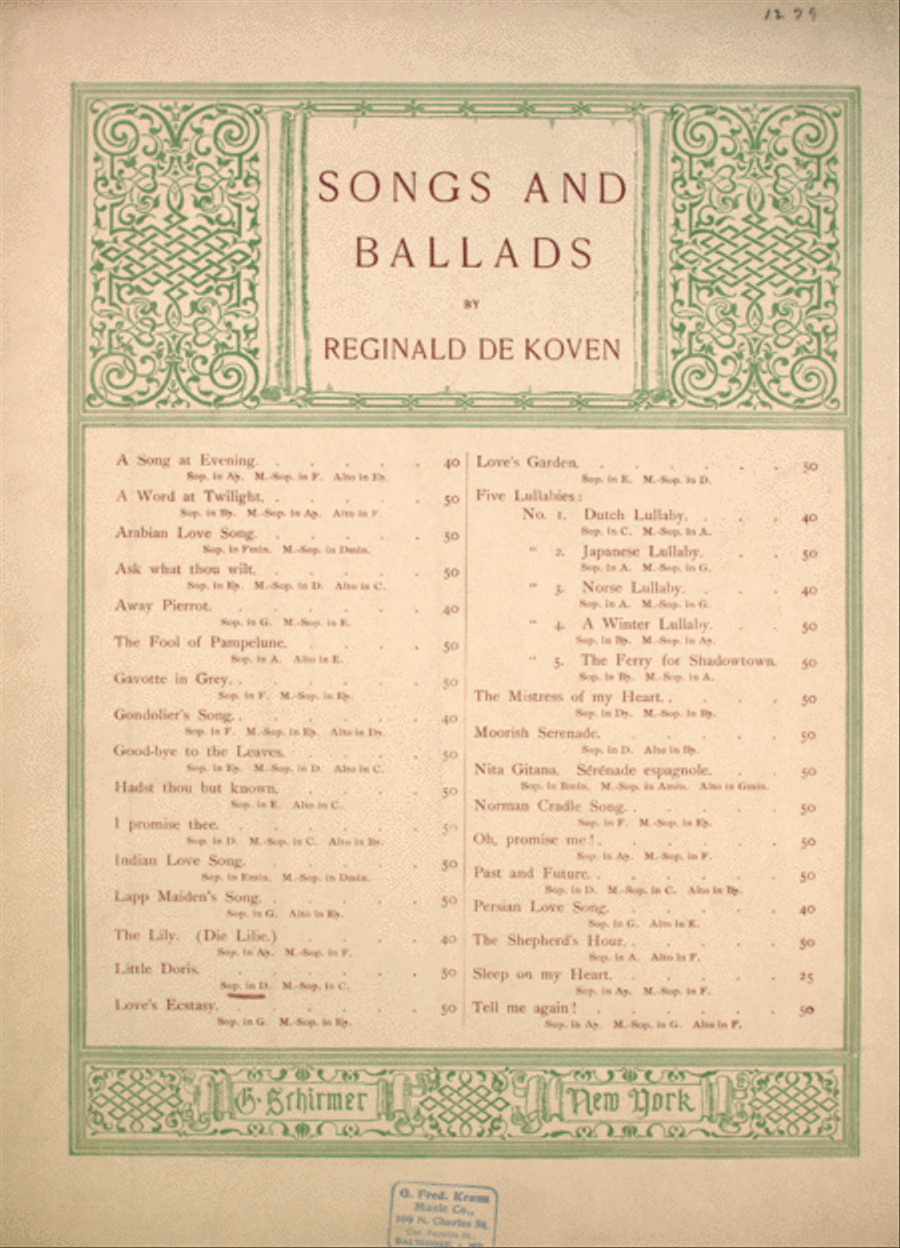 1279
SONGS AND
BALLADS
BY
REGINALD DE KOVEN
A Song at Evening. . . . . . 40
Sop. in A♭. M.-Sop. in F. Alto in E♭.
A Word at Twilight. . . . . . 50
Sop. in B♭. M.-Sop. in A♭. Alto in F.
Arabian Love Song. . . . . . 50
Sop. in Fmin. M.-Sop. in Dmin.
Ask what thou wilt. . . . . . 50
Sop. in E♭. M.-Sop. in D. Alto in C.
Away Pierrot. . . . . . . 40
Sop. in G. M.-Sop. in E.
The Fool of Pampelune. . . . . 50
Sop. in A. Alto in E.
Gavotte in Grey. . . . . . . 50
Sop. in F. M.-Sop. in E♭.
Gondolier's Song. . . . . . . 40
Sop. in F. M.-Sop. in E♭. Alto in D♭.
Good-bye to the Leaves. . . . . 50
Sop. in E♭. M.-Sop. in D. Alto in C.
Hadst thou but known. . . . . 50
Sop. in E. Alto in C.
I promise thee. . . . . . . 50
Sop. in D. M.-Sop. in C. Alto in B♭.
Indian Love Song. . . . . . 50
Sop. in Emin. M.-Sop. in Dmin.
Lapp Maiden's Song. . . . . . 50
Sop. in G. Alto in E♭.
The Lily. (Die Lilie.) . . . . 40
Sop. in A♭. M.-Sop. in F.
Little Doris. . . . . . . 50
Sop. in D. M.-Sop. in C.
Love's Ecstasy. . . . . . . 50
Sop. in G. M.-Sop. in E♭.
Love's Garden. . . . . . . 50
Sop. in E. M.-Sop. in D.
Five Lullabies:
No. 1. Dutch Lullaby. . . . 40
Sop. in C. M.-Sop. in A.
" 2. Japanese Lullaby. . . 50
Sop. in A. M.-Sop. in G.
" 3. Norse Lullaby. . . . 40
Sop. in A. M.-Sop. in G.
" 4. A Winter Lullaby. . . 50
Sop. in B♭. M.-Sop. in A♭.
" 5. The Ferry for Shadowtown. 50
Sop. in B♭. M.-Sop. in A.
The Mistress of my Heart. . . . . 50
Sop. in D♭. M.-Sop. in B♭.
Moorish Serenade. . . . . . 50
Sop. in D. Alto in B♭.
Nita Gitana. Sérénade espagnole. . . 50
Sop. in Bmin. M.-Sop. in Amin. Alto in Gmin.
Norman Cradle Song. . . . . . 50
Sop. in F. M.-Sop. in E♭.
Oh, promise me! . . . . . . 50
Sop. in A♭. M.-Sop. in F.
Past and Future. . . . . . . 50
Sop. in D. M.-Sop. in C. Alto in B♭.
Persian Love Song. . . . . . 40
Sop. in G. Alto in E.
The Shepherd's Hour. . . . . . 50
Sop. in A. Alto in F.
Sleep on my Heart. . . . . . 25
Sop. in A♭. M.-Sop. in F.
Tell me again! . . . . . . 50
Sop. in A♭. M.-Sop. in G. Alto in F.
G. Schirmer New York
G. Fred. Kranz
Music Co.,
109 N. Charles St.
BALTIMORE, MD.